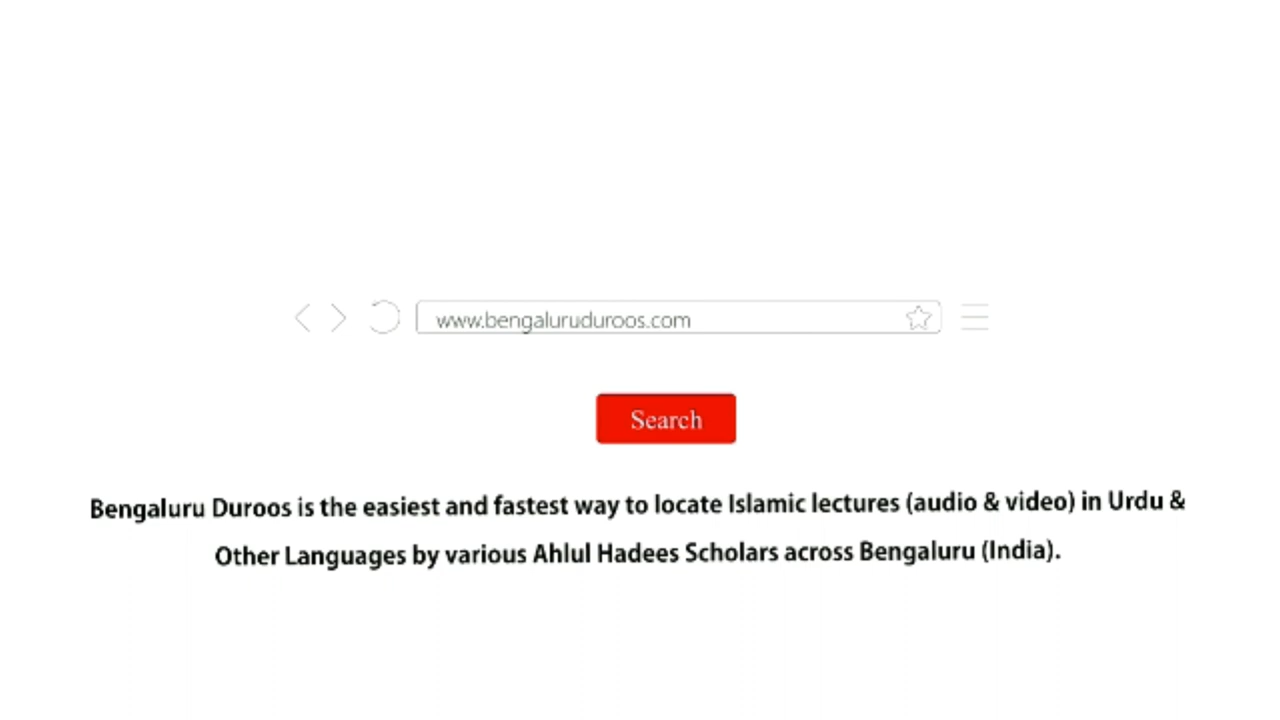 www.bengaluruduroos.com
Search
Bengaluru Duroos is the easiest and fastest way to locate Islamic lectures (audio & video) in Urdu &
Other Languages by various Ahlul Hadees Scholars across Bengaluru (India).